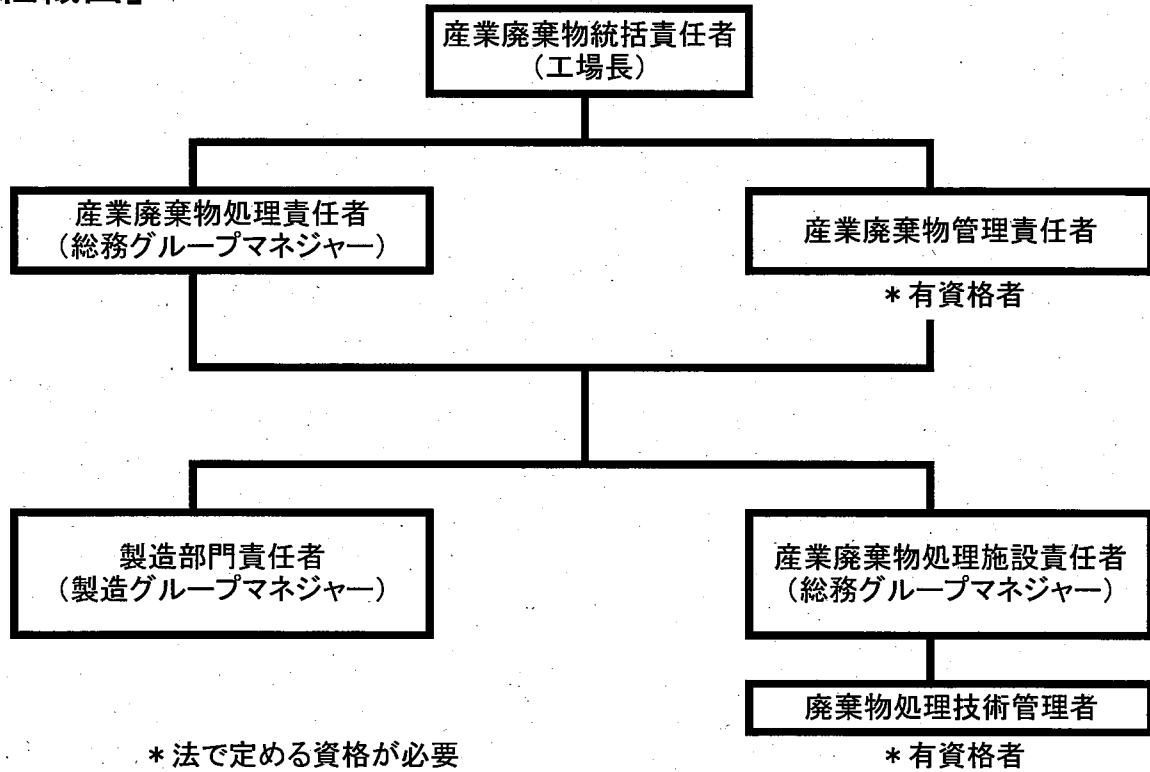 組織図】
産業廃棄物統括責任者
(工場長)
産業廃棄物処理責任者
(総務グループマネジャー)
産業廃棄物管理責任者
*有資格者
製造部門責任者
(製造グループマネジャー)
産業廃棄物処理施設責任者
(総務グループマネジャー)
廃棄物処理技術管理者
*法で定める資格が必要
*有資格者